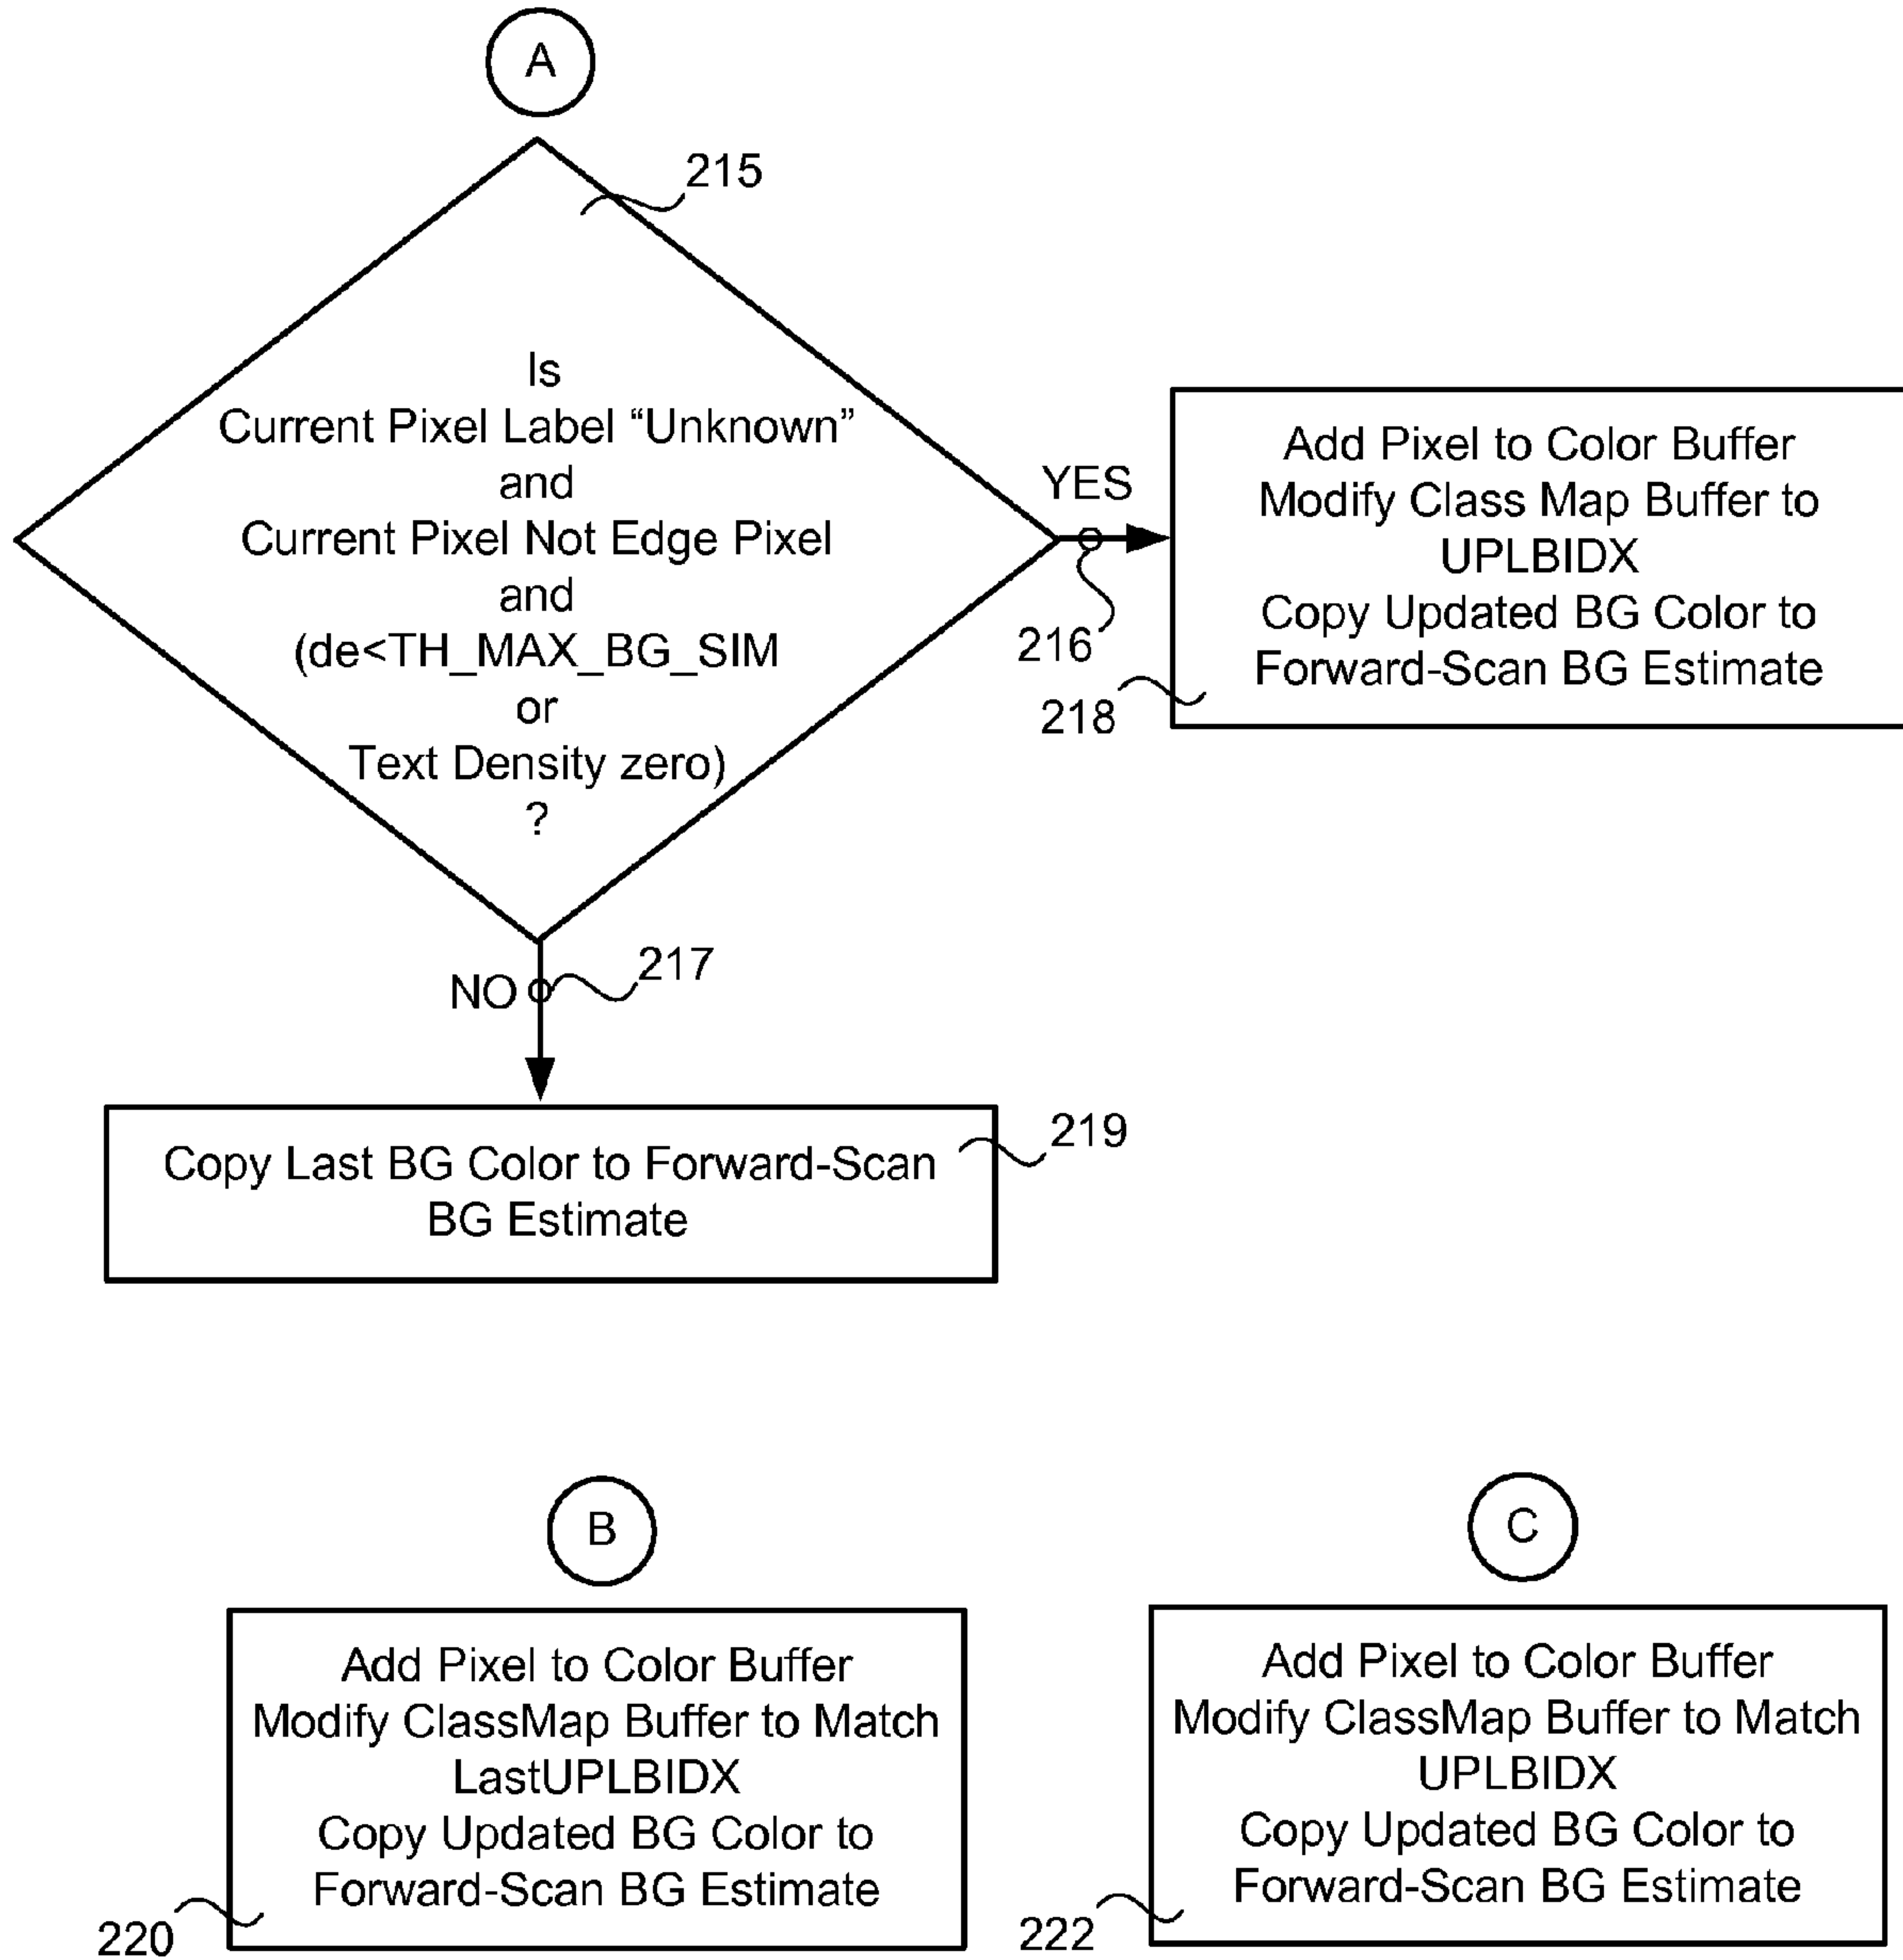 A
215
Is
Current Pixel Label “Unknown”
and
Current Pixel Not Edge Pixel
and
(de<TH_MAX_BG_SIM
or
Text Density zero)
?
YES
216
Add Pixel to Color Buffer
Modify Class Map Buffer to
UPLBIDX
Copy Updated BG Color to
Forward-Scan BG Estimate
218
NO
217
Copy Last BG Color to Forward-Scan
BG Estimate
219
B
Add Pixel to Color Buffer
Modify ClassMap Buffer to Match
LastUPLBIDX
Copy Updated BG Color to
Forward-Scan BG Estimate
220
C
Add Pixel to Color Buffer
Modify ClassMap Buffer to Match
UPLBIDX
Copy Updated BG Color to
Forward-Scan BG Estimate
222